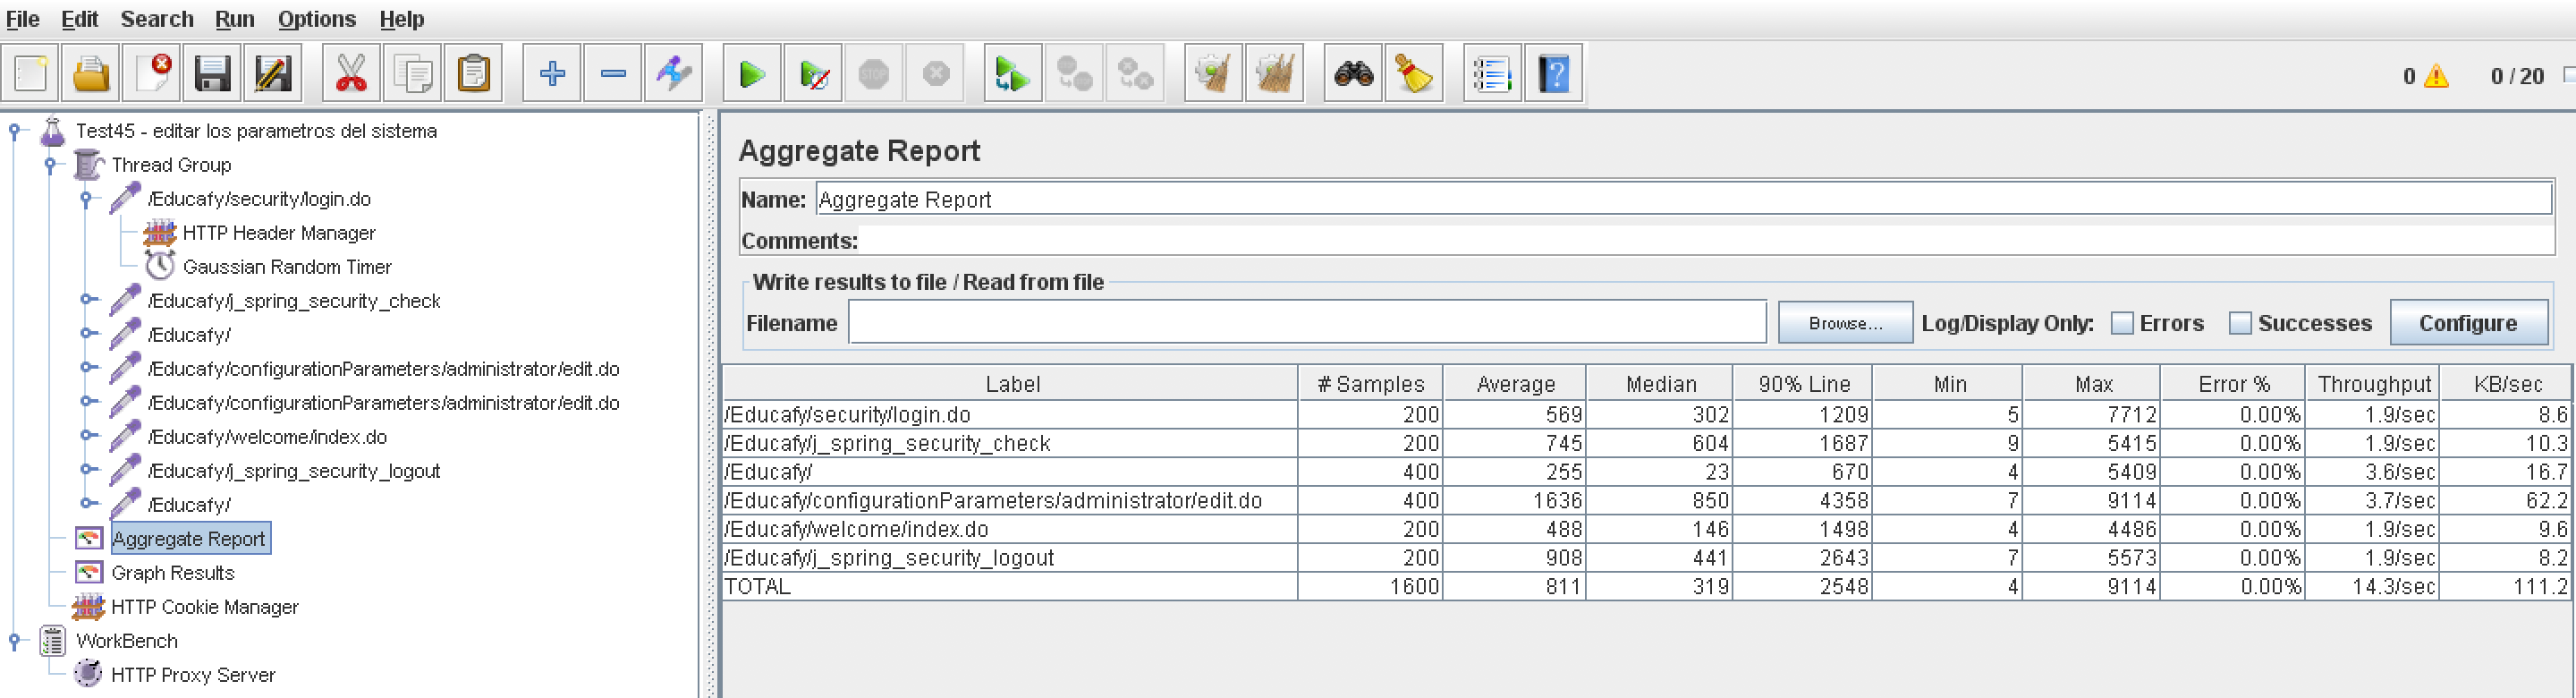 File Edit Search Run Options Help
STOP
0 0 / 20
Test45 - editar los parametros del sistema
Thread Group
/Educafy/security/login.do
HTTP Header Manager
Gaussian Random Timer
/Educafy/j_spring_security_check
/Educafy/
/Educafy/configurationParameters/administrator/edit.do
/Educafy/configurationParameters/administrator/edit.do
/Educafy/welcome/index.do
/Educafy/j_spring_security_logout
/Educafy/
Aggregate Report
Graph Results
HTTP Cookie Manager
WorkBench
HTTP Proxy Server
Aggregate Report
Name: Aggregate Report
Comments:
Write results to file / Read from file
Filename Browse... Log/Display Only: Errors Successes Configure
Label # Samples Average Median 90% Line Min Max Error % Throughput KB/sec
/Educafy/security/login.do 200 569 302 1209 5 7712 0.00% 1.9/sec 8.6
/Educafy/j_spring_security_check 200 745 604 1687 9 5415 0.00% 1.9/sec 10.3
/Educafy/ 400 255 23 670 4 5409 0.00% 3.6/sec 16.7
/Educafy/configurationParameters/administrator/edit.do 400 1636 850 4358 7 9114 0.00% 3.7/sec 62.2
/Educafy/welcome/index.do 200 488 146 1498 4 4486 0.00% 1.9/sec 9.6
/Educafy/j_spring_security_logout 200 908 441 2643 7 5573 0.00% 1.9/sec 8.2
TOTAL 1600 811 319 2548 4 9114 0.00% 14.3/sec 111.2